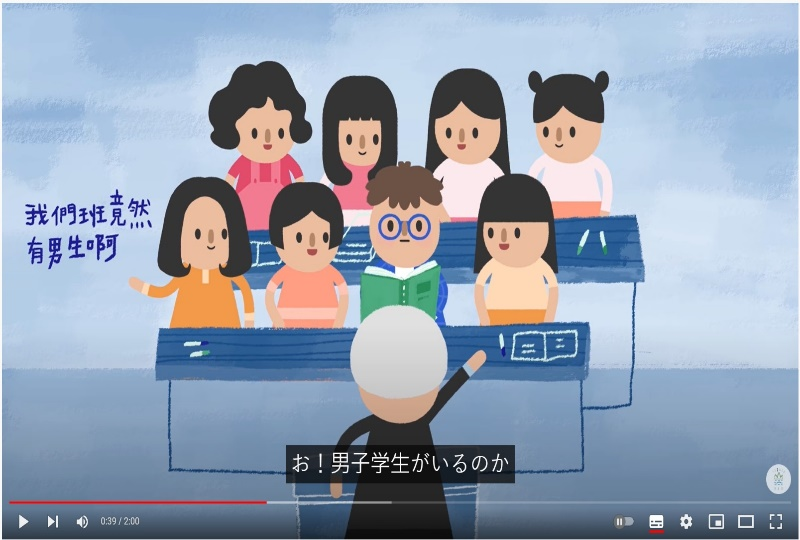 我們班竟然
有男生啊
お！男子学生がいるのか
0:39 / 2:00